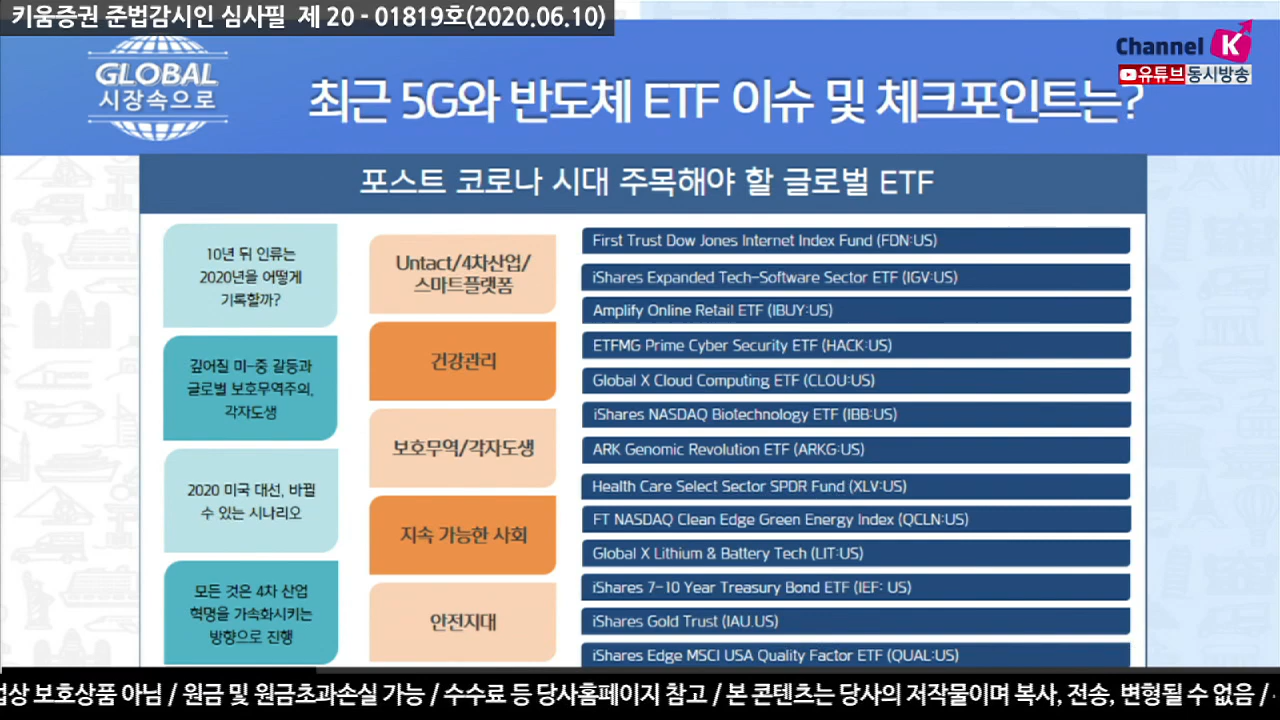 키움증권 준법감시인 심사필 제 20 - 01819호(2020.06.10)
Channel K
유튜브 동시방송
GLOBAL
시장속으로
최근 5G와 반도체 ETF 이슈 및 체크포인트는?
포스트 코로나 시대 주목해야 할 글로벌 ETF
10년 뒤 인류는
2020년을 어떻게
기록할까?
깊어질 미-중 갈등과
글로벌 보호무역주의,
각자도생
2020 미국 대선, 바뀔
수 있는 시나리오
모든 것은 4차 산업
혁명을 가속화시키는
방향으로 진행
Untact/4차산업/
스마트플랫폼
건강관리
보호무역/각자도생
지속 가능한 사회
안전지대
First Trust Dow Jones Internet Index Fund (FDN:US)
iShares Expanded Tech-Software Sector ETF (IGV:US)
Amplify Online Retail ETF (IBUY:US)
ETFMG Prime Cyber Security ETF (HACK:US)
Global X Cloud Computing ETF (CLOU:US)
iShares NASDAQ Biotechnology ETF (IBB:US)
ARK Genomic Revolution ETF (ARKG:US)
Health Care Select Sector SPDR Fund (XLV:US)
FT NASDAQ Clean Edge Green Energy Index (QCLN:US)
Global X Lithium & Battery Tech (LIT:US)
iShares 7-10 Year Treasury Bond ETF (IEF: US)
iShares Gold Trust (IAU.US)
iShares Edge MSCI USA Quality Factor ETF (QUAL:US)
보호상품 아님 / 원금 및 원금초과손실 가능 / 수수료 등 당사홈페이지 참고 / 본 콘텐츠는 당사의 저작물이며 복사, 전송, 변형될 수 없음 /